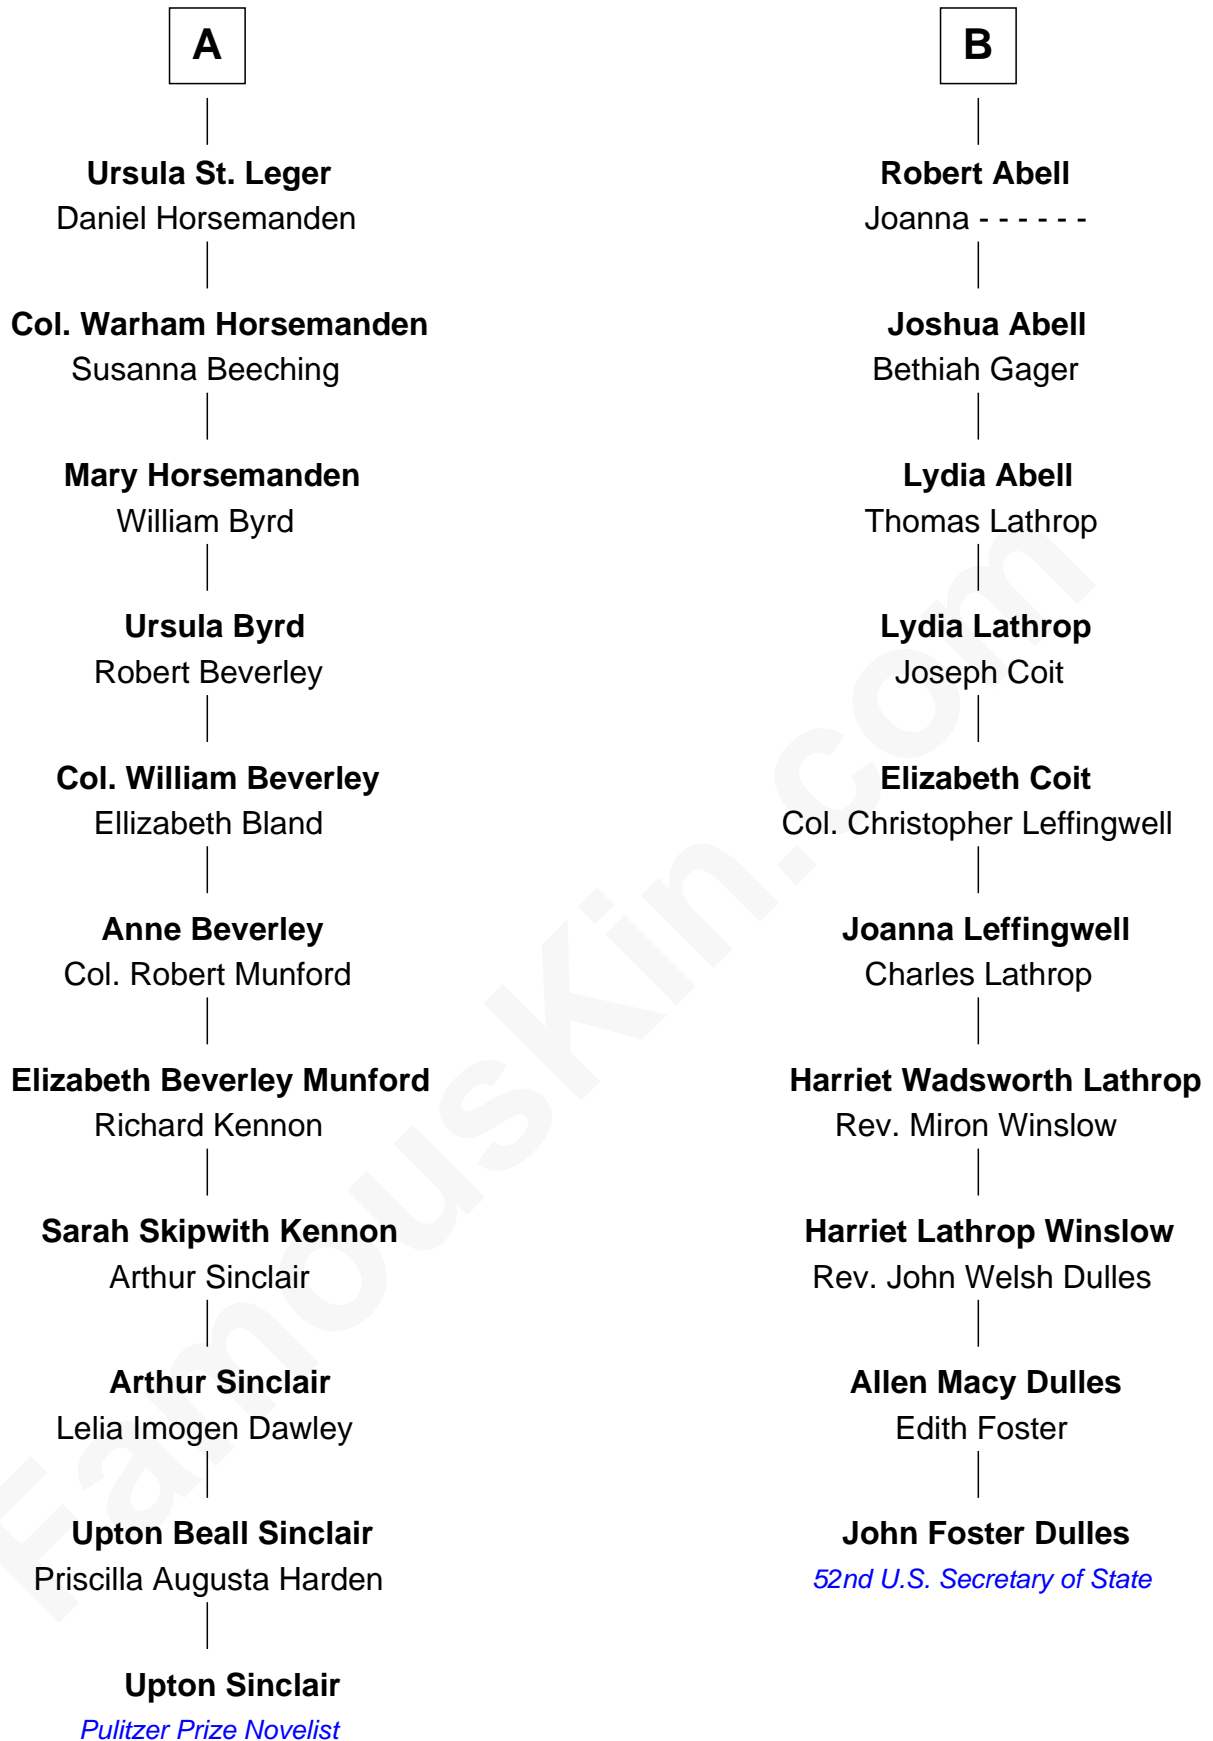 A
Ursula St. Leger
Daniel Horsemanden
Col. Warham Horsemanden
Susanna Beeching
Mary Horsemanden
William Byrd
Ursula Byrd
Robert Beverley
Col. William Beverley
Ellizabeth Bland
Anne Beverley
Col. Robert Munford
Elizabeth Beverley Munford
Richard Kennon
Sarah Skipwith Kennon
Arthur Sinclair
Arthur Sinclair
Lelia Imogen Dawley
Upton Beall Sinclair
Priscilla Augusta Harden
Upton Sinclair
Pulitzer Prize Novelist
B
Robert Abell
Joanna - - - - - -
Joshua Abell
Bethiah Gager
Lydia Abell
Thomas Lathrop
Lydia Lathrop
Joseph Coit
Elizabeth Coit
Col. Christopher Leffingwell
Joanna Leffingwell
Charles Lathrop
Harriet Wadsworth Lathrop
Rev. Miron Winslow
Harriet Lathrop Winslow
Rev. John Welsh Dulles
Allen Macy Dulles
Edith Foster
John Foster Dulles
52nd U.S. Secretary of State
FamousKin.com